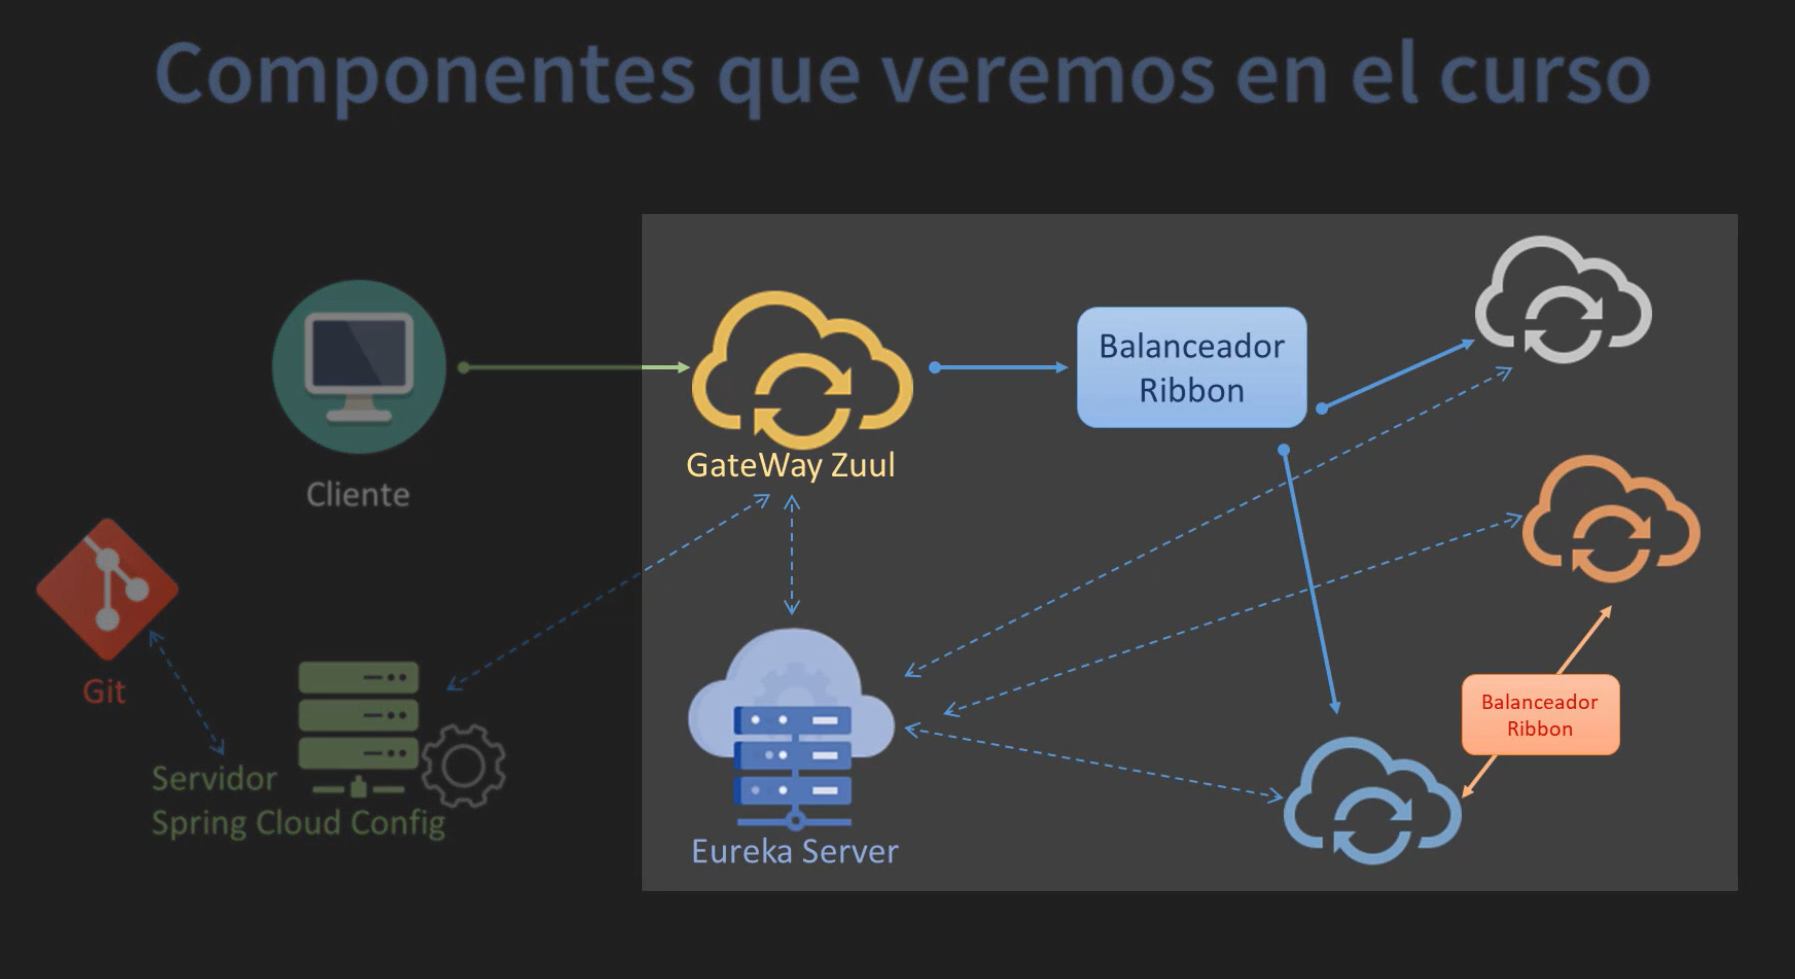 Componentes que veremos en el curso
Cliente
GateWay Zuul
Balanceador
Ribbon
Git
Servidor
Spring Cloud Config
Eureka Server
Balanceador
Ribbon